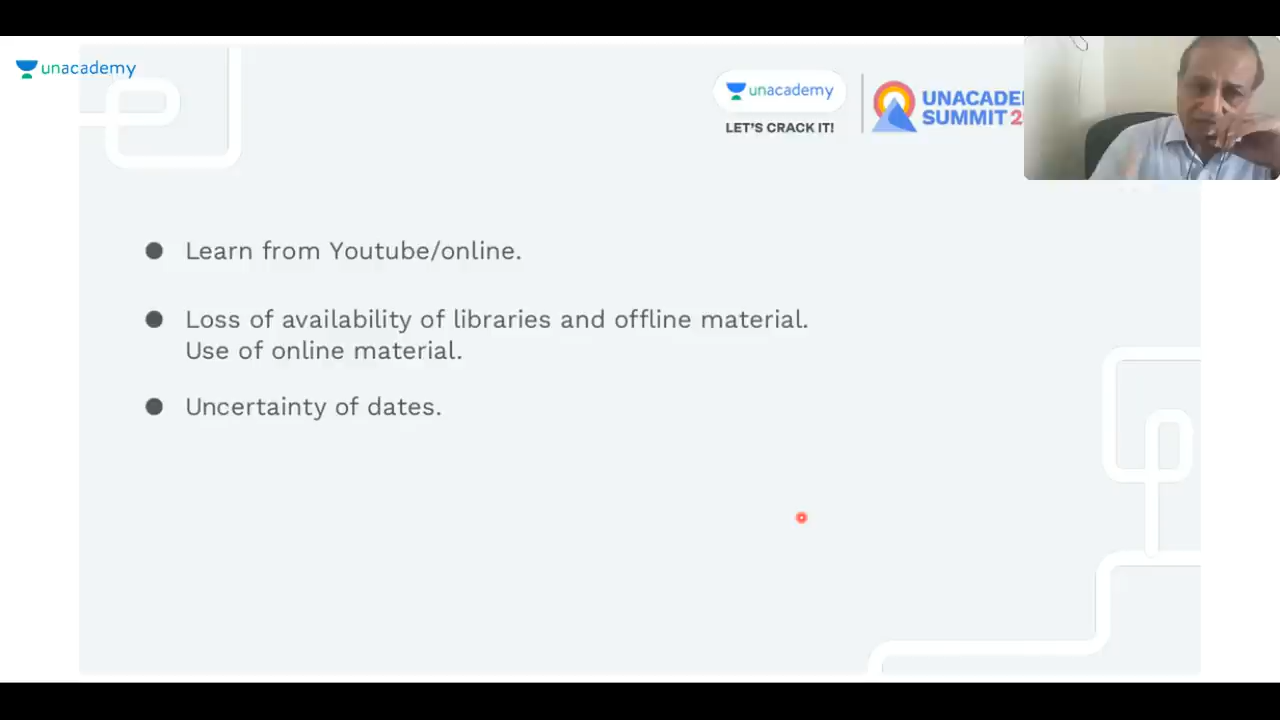 unacademy
unacademy
LET'S CRACK IT!
SUMMIT
● Learn from Youtube/online.
● Loss of availability of libraries and offline material.
Use of online material.
● Uncertainty of dates.